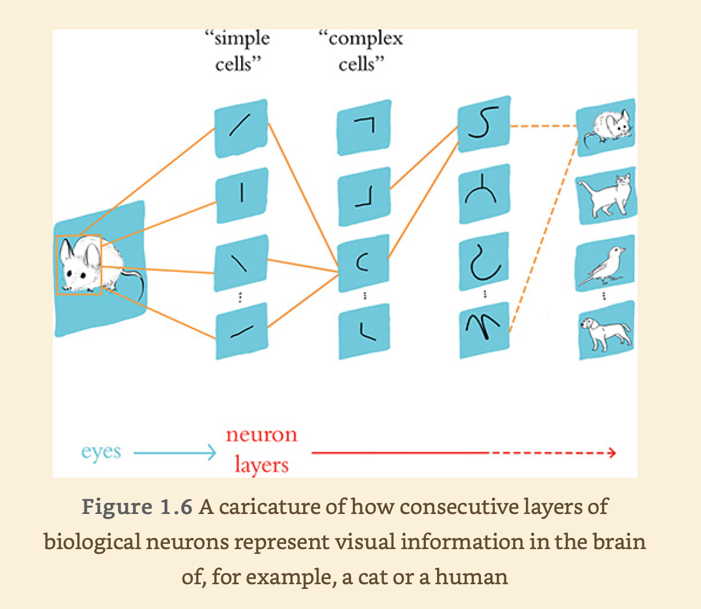 “simple
cells”
“complex
cells”
eyes
neuron
layers
Figure 1.6 A caricature of how consecutive layers of
biological neurons represent visual information in the brain
of, for example, a cat or a human